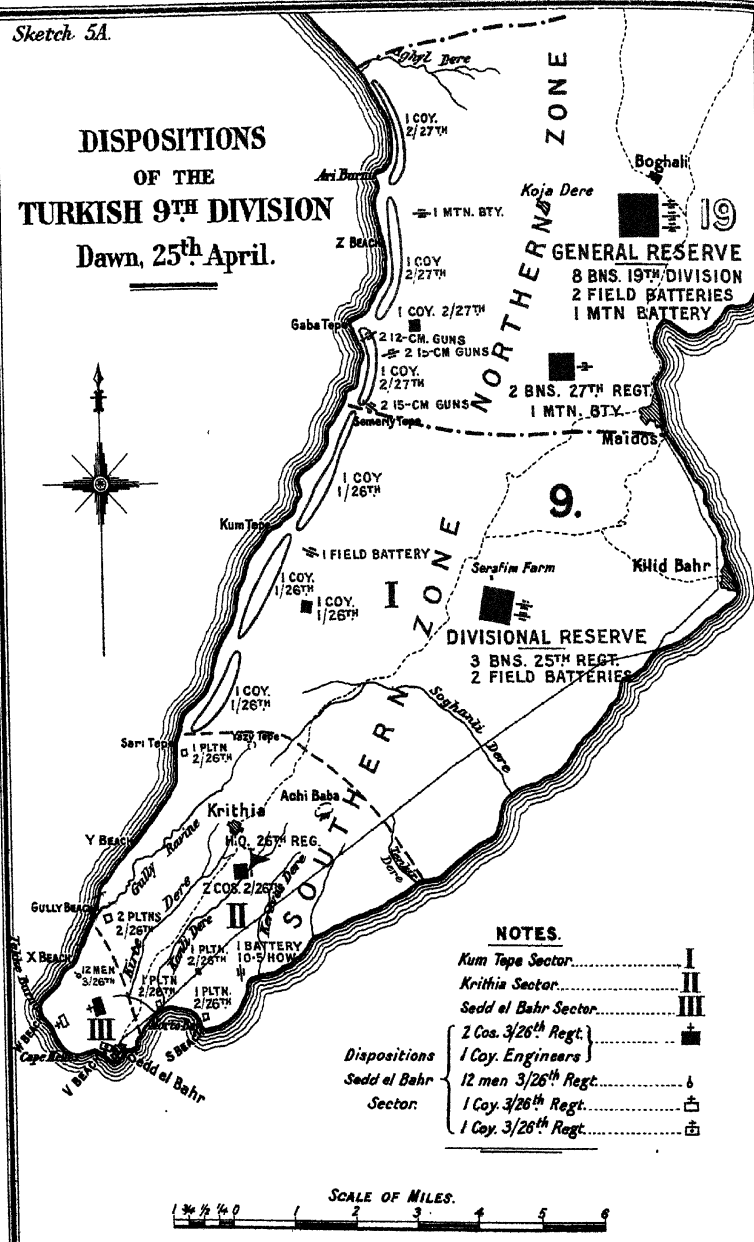 Sketch 5A.
DISPOSITIONS
OF THE
TURKISH 9TH DIVISION
Dawn, 25th April.
Aghyl Dere
1 COY.
2/27TH
Ari Burnu
1 MTN. BTY.
Z BEACH
1 COY
2/27TH
NORTHERN ZONE
Koja Dere
Boghali
19
GENERAL RESERVE
8 BNS. 19TH DIVISION
2 FIELD BATTERIES
1 MTN BATTERY
1 COY. 2/27TH
Gaba Tepe
2 12-CM. GUNS
2 15-CM GUNS
1 COY.
2/27TH
2 15-CM GUNS
2 BNS. 27TH REGT
1 MTN. BTY.
Maidos
1 COY
1/26TH
9.
Kum Tepe
1 FIELD BATTERY
1 COY.
1/26TH
1 COY.
1/26TH
I
SOUTHERN ZONE
Serafim Farm
Kilid Bahr
DIVISIONAL RESERVE
3 BNS. 25TH REGT.
2 FIELD BATTERIES
1 COY.
1/26TH
Soghanli Dere
Sari Tepe
1 PLTN
2/26TH
Yazy Tepe
Achi Baba
Krithia
H.Q. 26TH REG.
Y BEACH
Gully Ravine
2 COS. 2/26TH
Kereves Dere
Dere
GULLY BEACH
2 PLTNS
2/26TH
Kirte Dere
Kanli Dere
II
X BEACH
12 MEN
3/26TH
1 PLTN.
2/26TH
1 BATTERY
10·5 HOW.
1 PLTN
2/26TH
1 PLTN.
2/26TH
III
W BEACH
V BEACH
S BEACH
Sedd el Bahr
NOTES.
Kum Tepe Sector I
Krithia Sector II
Sedd el Bahr Sector III
Dispositions
Sedd el Bahr
Sector.
2 Cos. 3/26th Regt.
1 Coy. Engineers
12 men 3/26th Regt.
1 Coy. 3/26th Regt.
1 Coy. 3/26th Regt.
SCALE OF MILES.
1 ¾ ½ ¼ 0 1 2 3 4 5 6